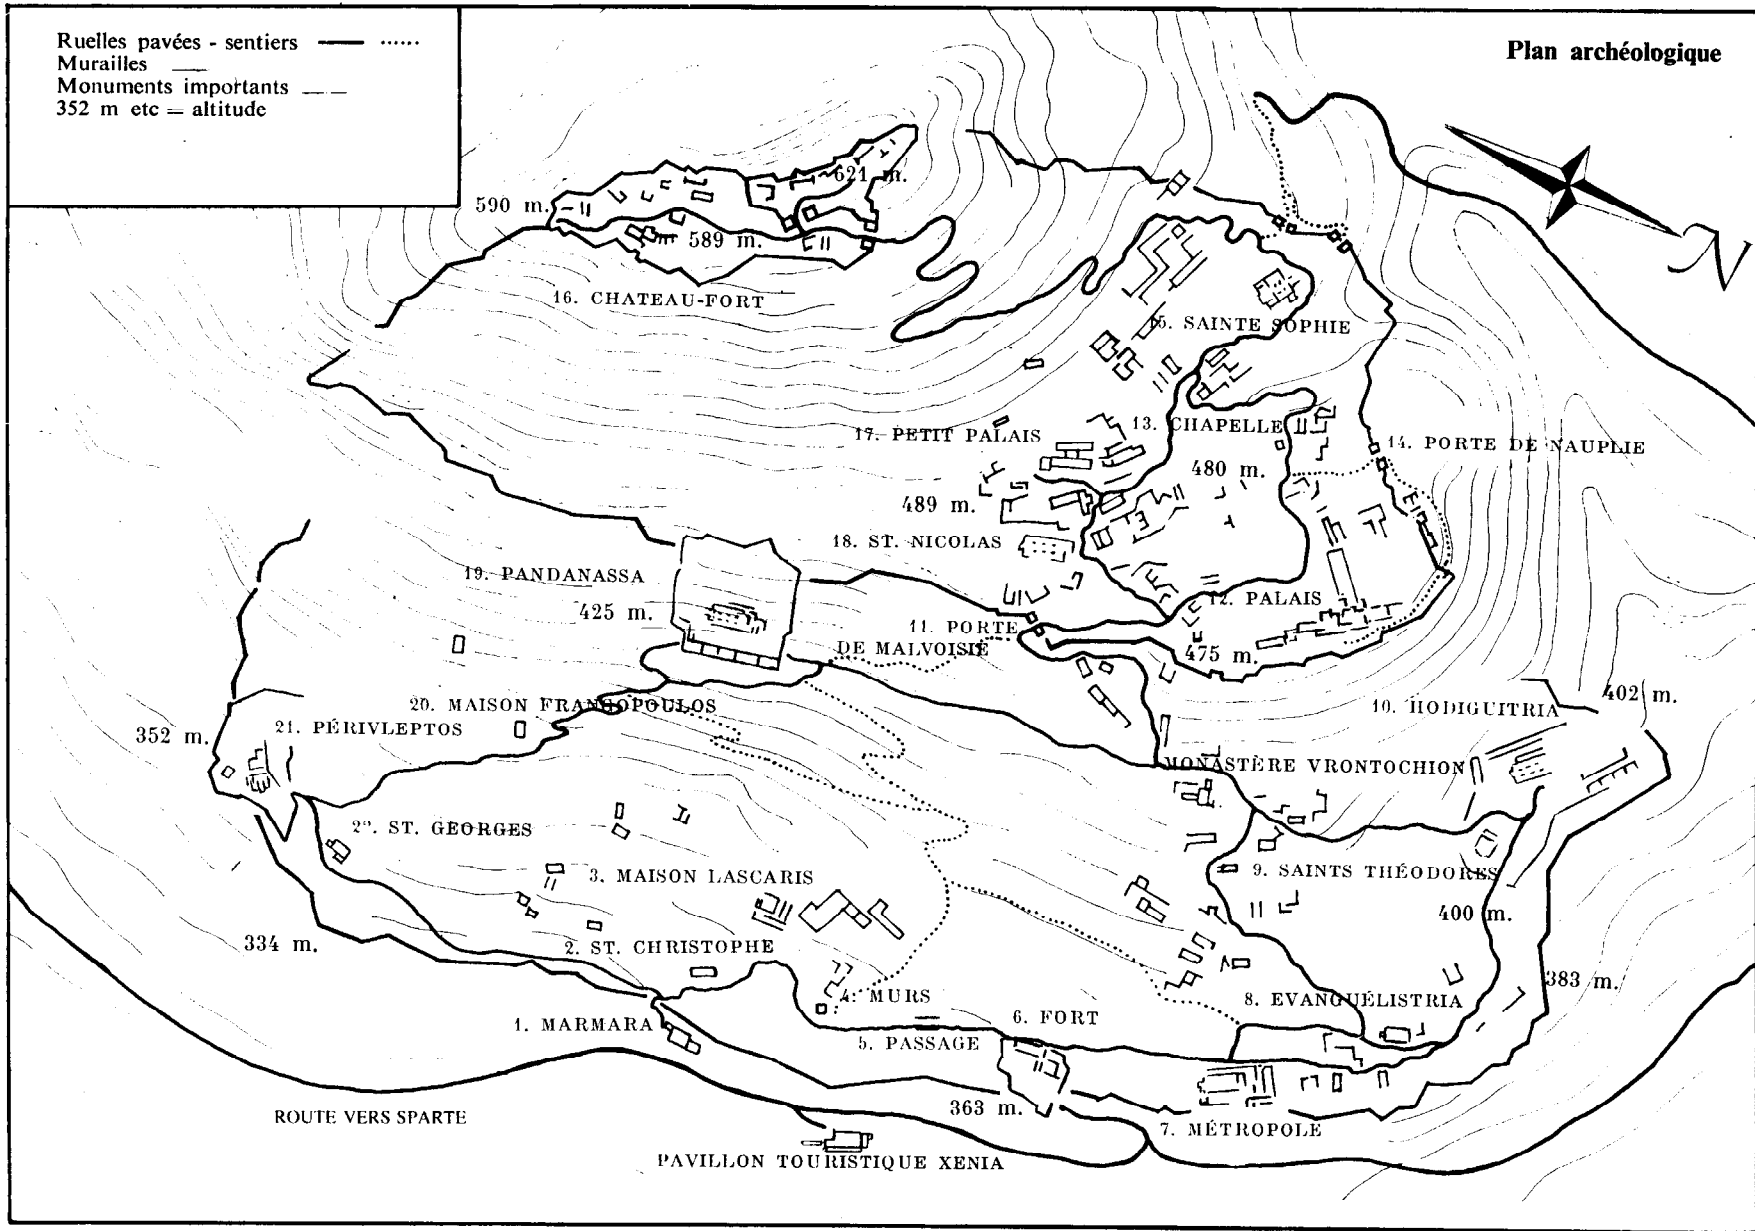 Ruelles pavées - sentiers
Murailles
Monuments importants
352 m etc = altitude
Plan archéologique
N
621 m.
590 m.
589 m.
16. CHATEAU-FORT
15. SAINTE SOPHIE
17. PETIT PALAIS
13. CHAPELLE
14. PORTE DE NAUPLIE
480 m.
489 m.
18. ST. NICOLAS
19. PANDANASSA
425 m.
12. PALAIS
11. PORTE
DE MALVOISIE
475 m.
402 m.
10. HODIGUITRIA
20. MAISON FRANGOPOULOS
21. PÉRIVLEPTOS
352 m.
MONASTÈRE VRONTOCHION
ST. GEORGES
3. MAISON LASCARIS
9. SAINTS THÉODORES
400 m.
334 m.
2. ST. CHRISTOPHE
383 m.
4. MURS
8. EVANGUÉLISTRIA
1. MARMARA
6. FORT
5. PASSAGE
363 m.
ROUTE VERS SPARTE
7. MÉTROPOLE
PAVILLON TOURISTIQUE XENIA